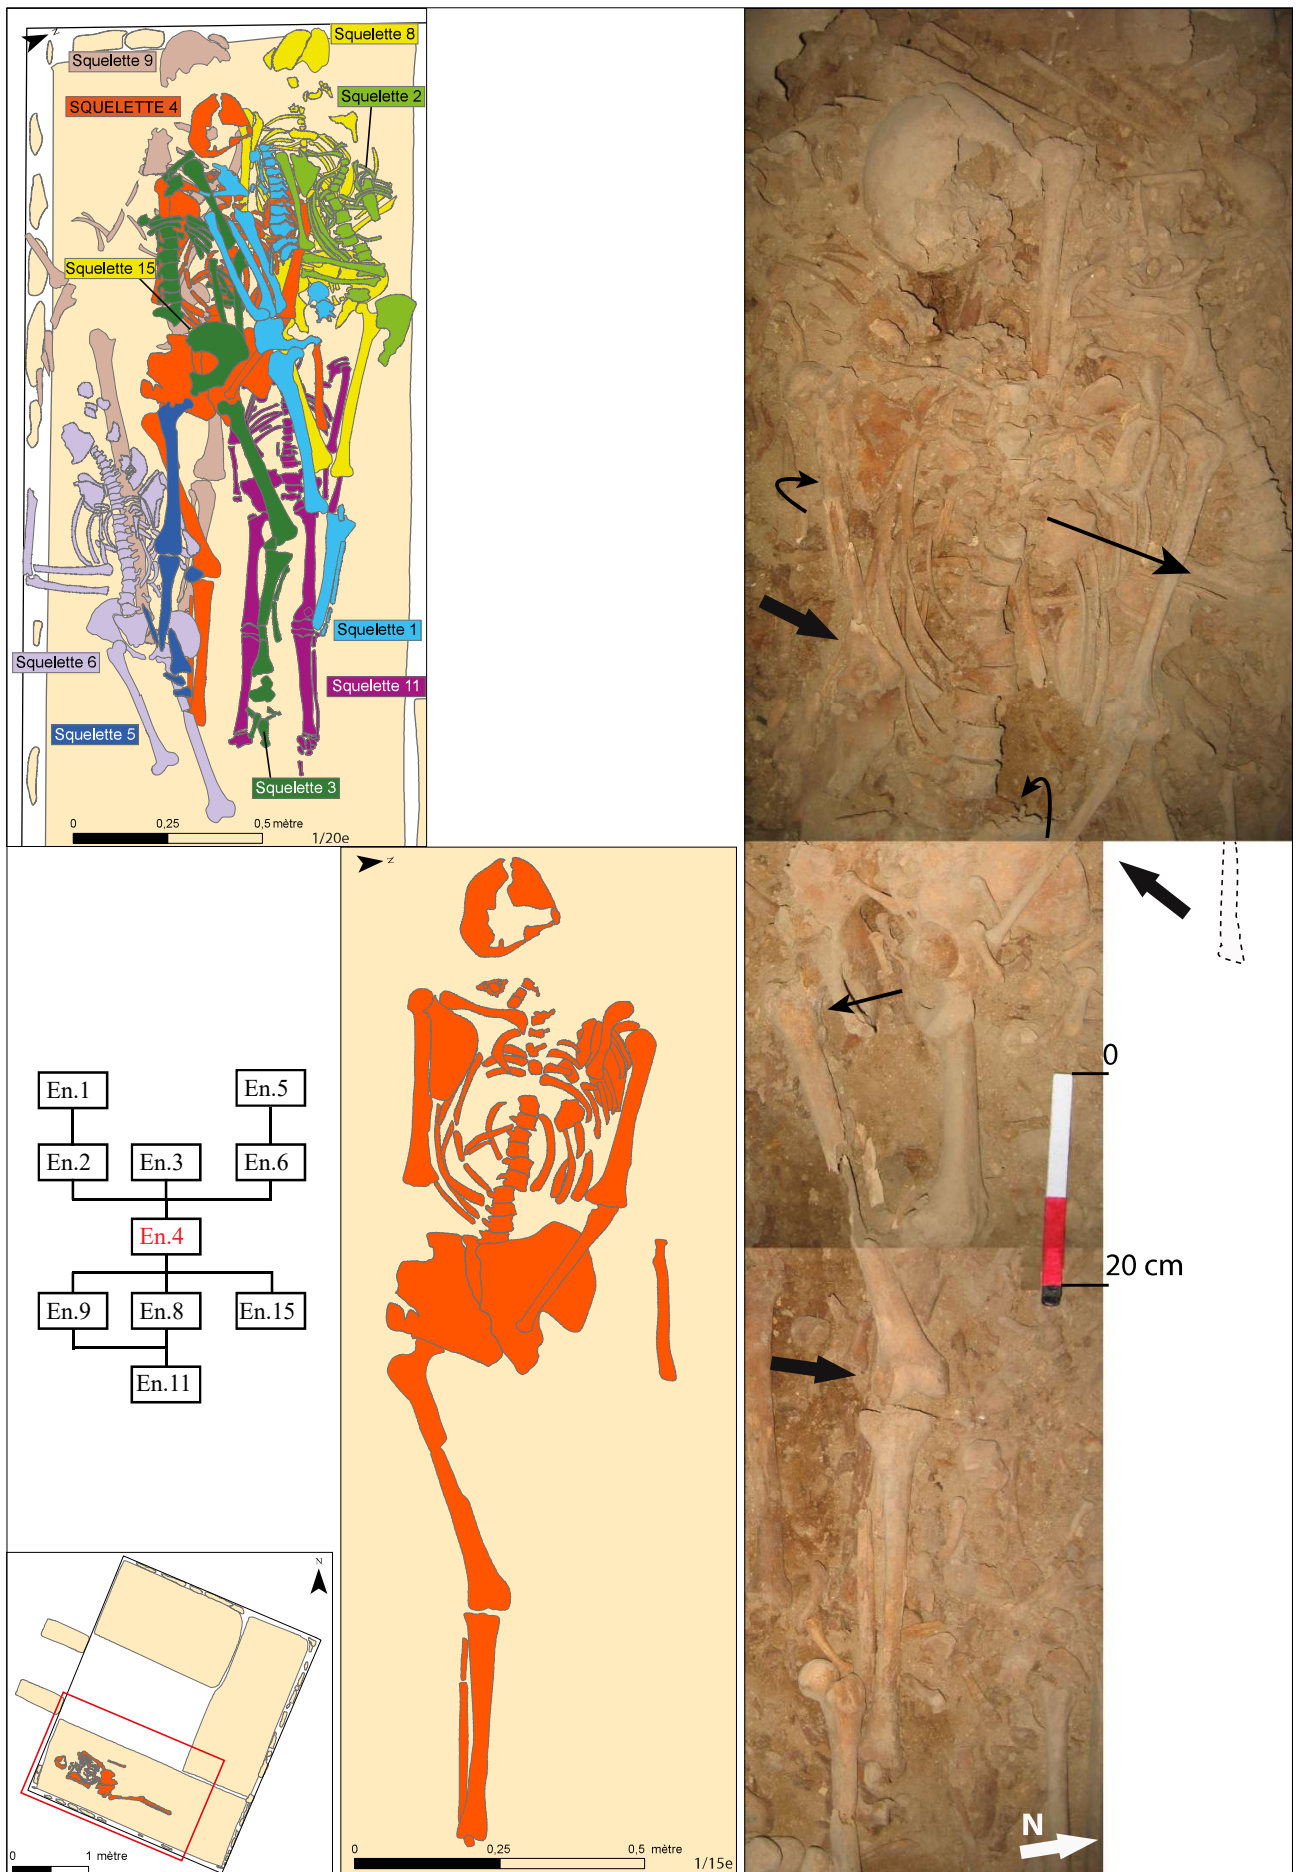 N
Squelette 8
Squelette 9
Squelette 2
SQUELETTE 4
Squelette 15
Squelette 1
Squelette 6
Squelette 11
Squelette 5
Squelette 3
0
0,25
0,5 mètre
1/20e
N
0
20 cm
En.1
En.5
En.2
En.3
En.6
En.4
En.9
En.8
En.15
En.11
N
0
1 mètre
0
0,25
0,5
mètre
1/15e
N